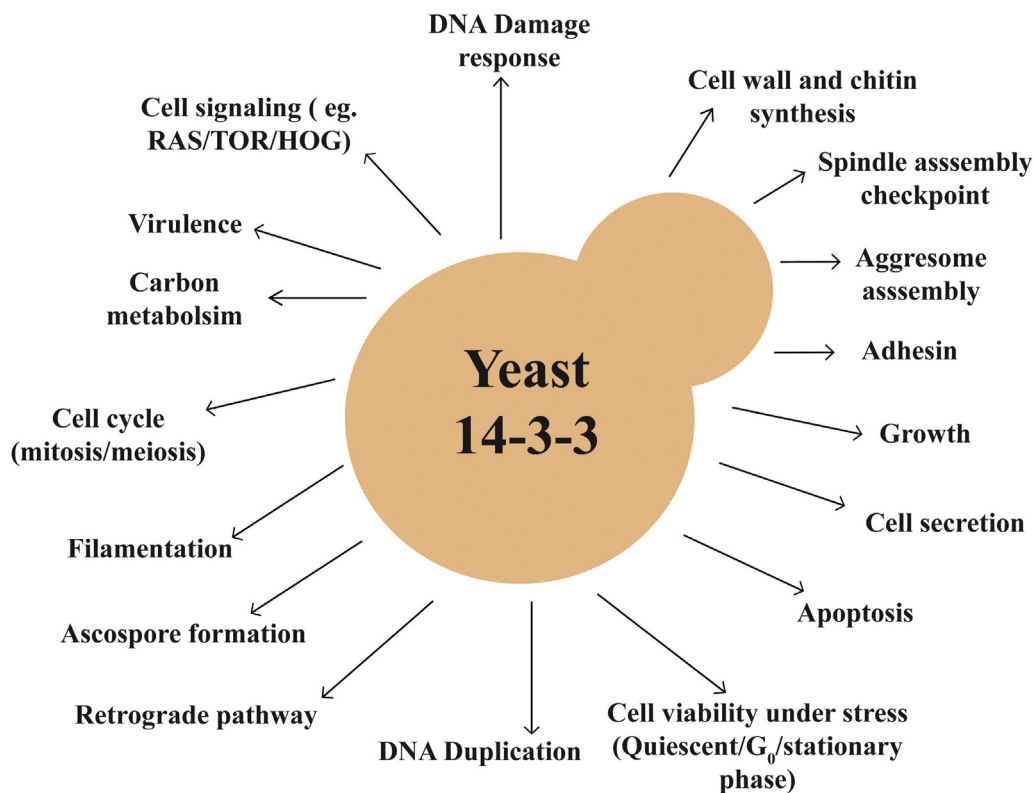 DNA Damage
response
Cell wall and chitin
synthesis
Cell signaling ( eg.
RAS/TOR/HOG)
Spindle asssembly
checkpoint
Virulence
Aggresome
asssembly
Carbon
metabolsim
Adhesin
Yeast
14-3-3
Cell cycle
(mitosis/meiosis)
Growth
Cell secretion
Filamentation
Apoptosis
Ascospore formation
Retrograde pathway
DNA Duplication
Cell viability under stress
(Quiescent/G₀/stationary
phase)